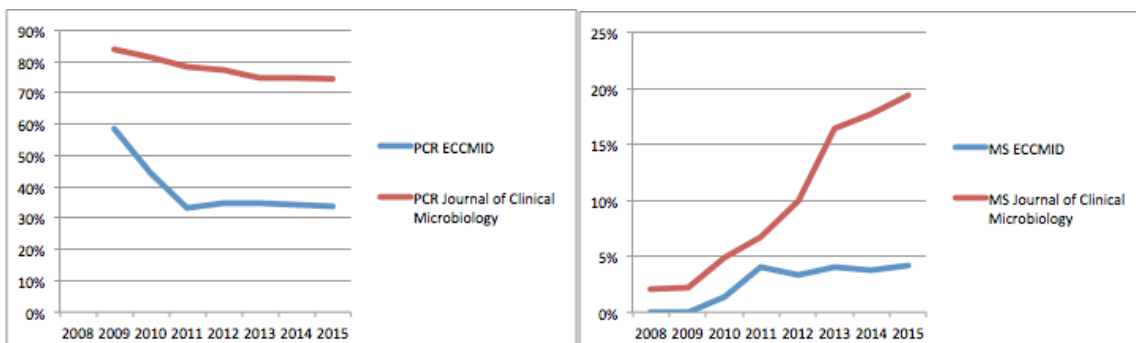 90%
80%
70%
60%
50%
40%
30%
20%
10%
0%
2008 2009 2010 2011 2012 2013 2014 2015
PCR ECCMID
PCR Journal of Clinical
Microbiology
25%
20%
15%
10%
5%
0%
2008 2009 2010 2011 2012 2013 2014 2015
MS ECCMID
MS Journal of Clinical
Microbiology